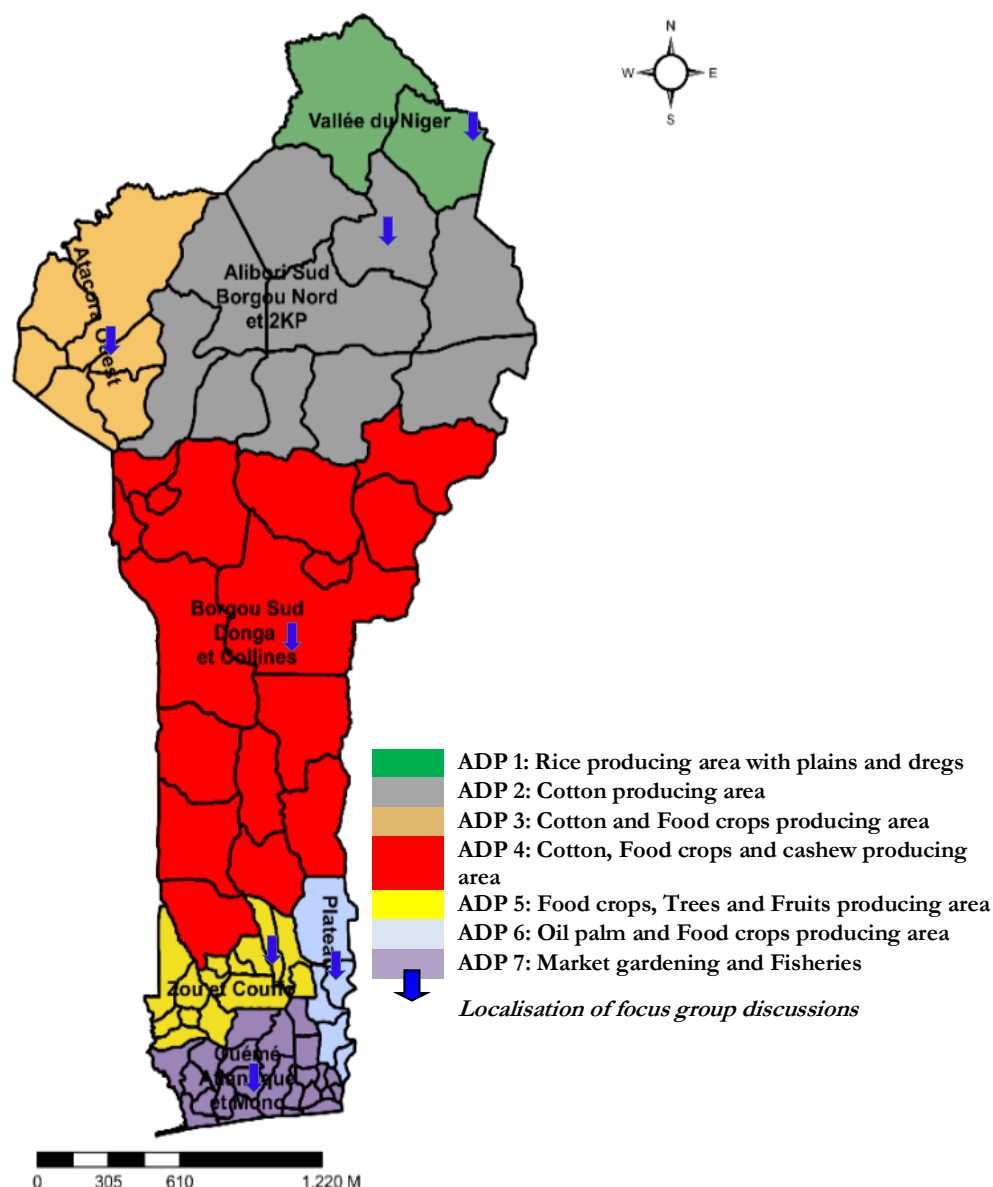 N
W E
S
Vallée du Niger
Alibori Sud
Borgou Nord
et 2KP
Atacora Ouest
Borgou Sud
Donga
et Collines
ADP 1: Rice producing area with plains and dregs
ADP 2: Cotton producing area
ADP 3: Cotton and Food crops producing area
ADP 4: Cotton, Food crops and cashew producing
area
ADP 5: Food crops, Trees and Fruits producing area
ADP 6: Oil palm and Food crops producing area
ADP 7: Market gardening and Fisheries
Localisation of focus group discussions
Plateau
Zou et Couffo
Ouémé
Atlantique
et Mono
0 305 610 1.220 M